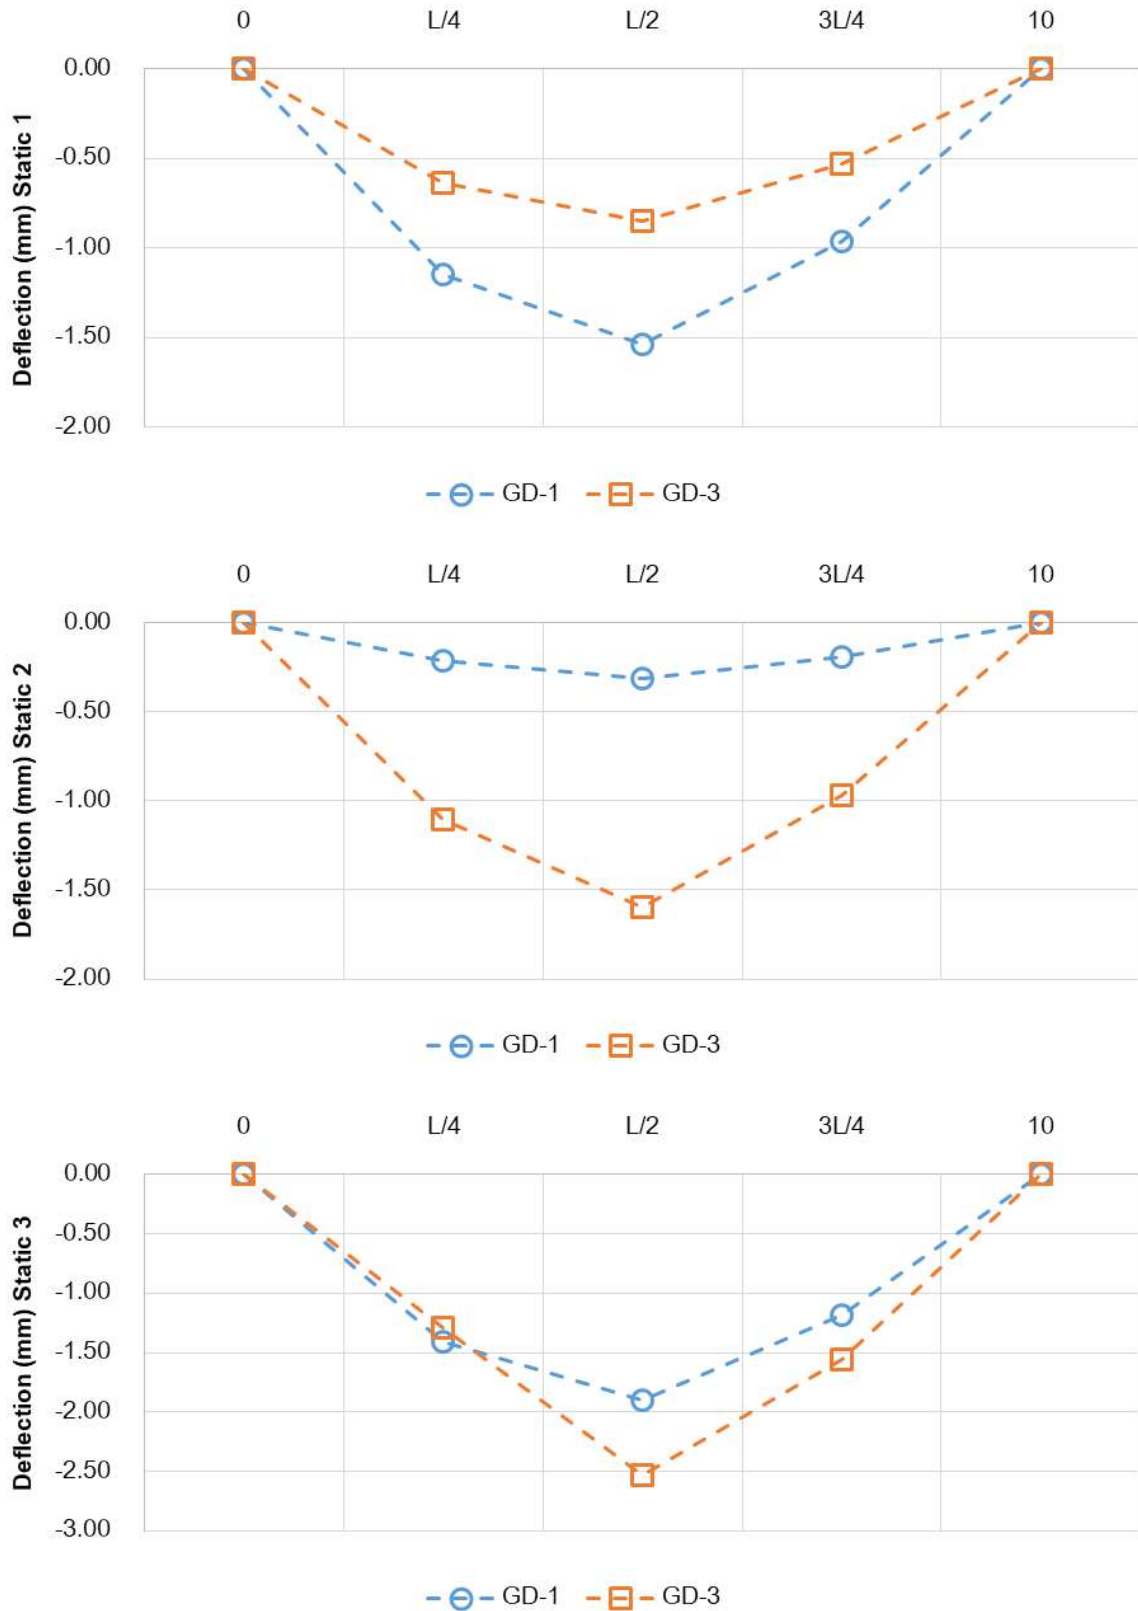 0 L/4 L/2 3L/4 10
0.00
-0.50
-1.00
-1.50
-2.00
Deflection (mm) Static 1
GD-1 GD-3
0 L/4 L/2 3L/4 10
0.00
-0.50
-1.00
-1.50
-2.00
Deflection (mm) Static 2
GD-1 GD-3
0 L/4 L/2 3L/4 10
0.00
-0.50
-1.00
-1.50
-2.00
-2.50
-3.00
Deflection (mm) Static 3
GD-1 GD-3